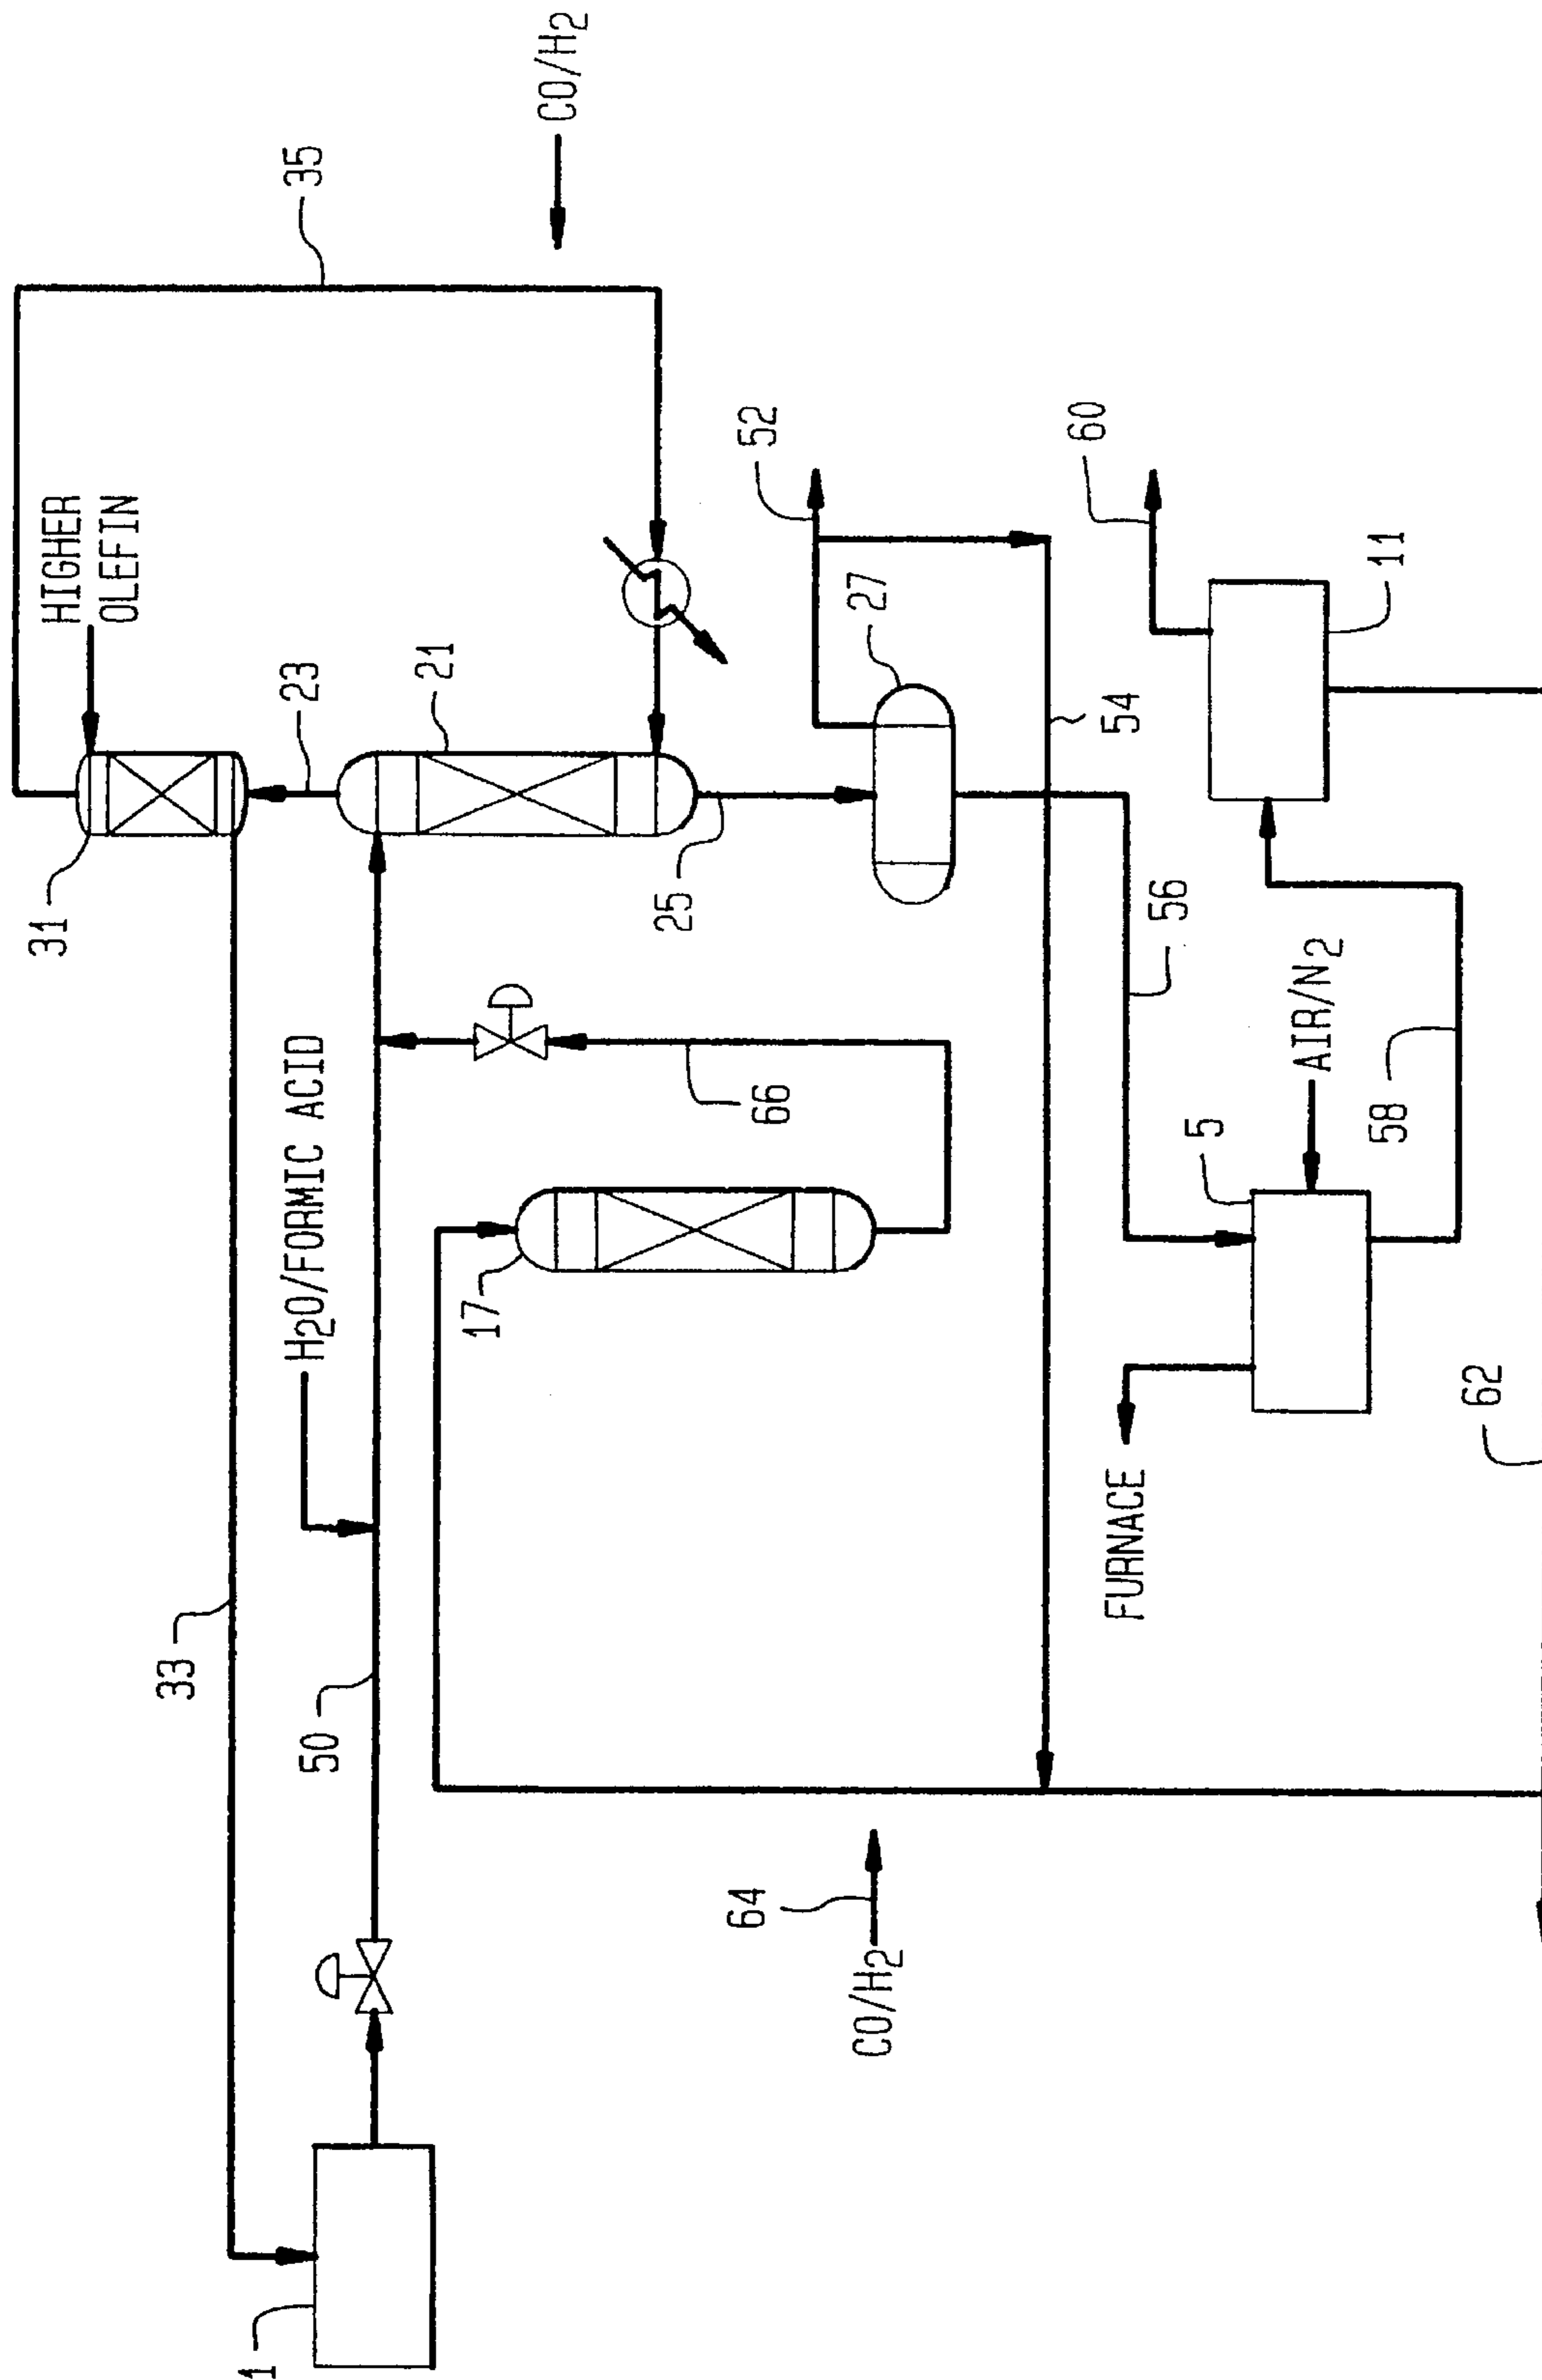 CO/H2
35
HIGHER
OLEFIN
23
21
31
52
60
27
11
54
25
56
H2O/FORMIC ACID
AIR/N2
66
5
58
17
33
FURNACE
62
50
64
CO/H2
1